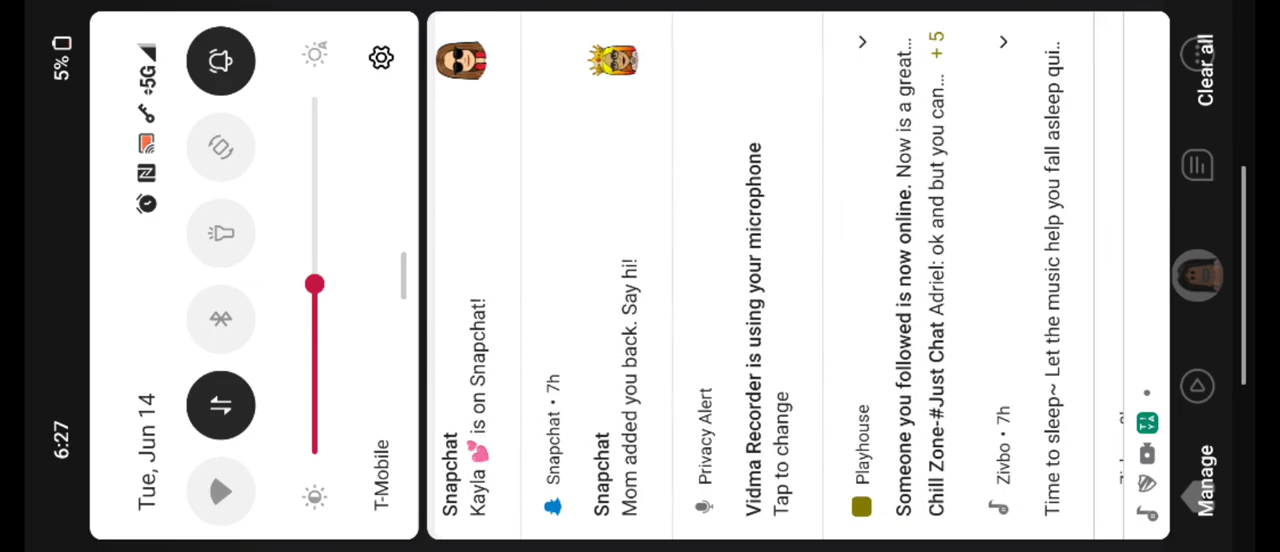 6:27
5%
Tue, Jun 14
5G
T-Mobile
Snapchat
Kayla 💕 is on Snapchat!
Snapchat • 7h
Snapchat
Mom added you back. Say hi!
Privacy Alert
Vidma Recorder is using your microphone
Tap to change
Playhouse
Someone you followed is now online. Now is a great...
Chill Zone-#Just Chat Adriel: ok and but you can... + 5
Zivbo • 7h
Time to sleep~ Let the music help you fall asleep qui..
Manage
Clear all